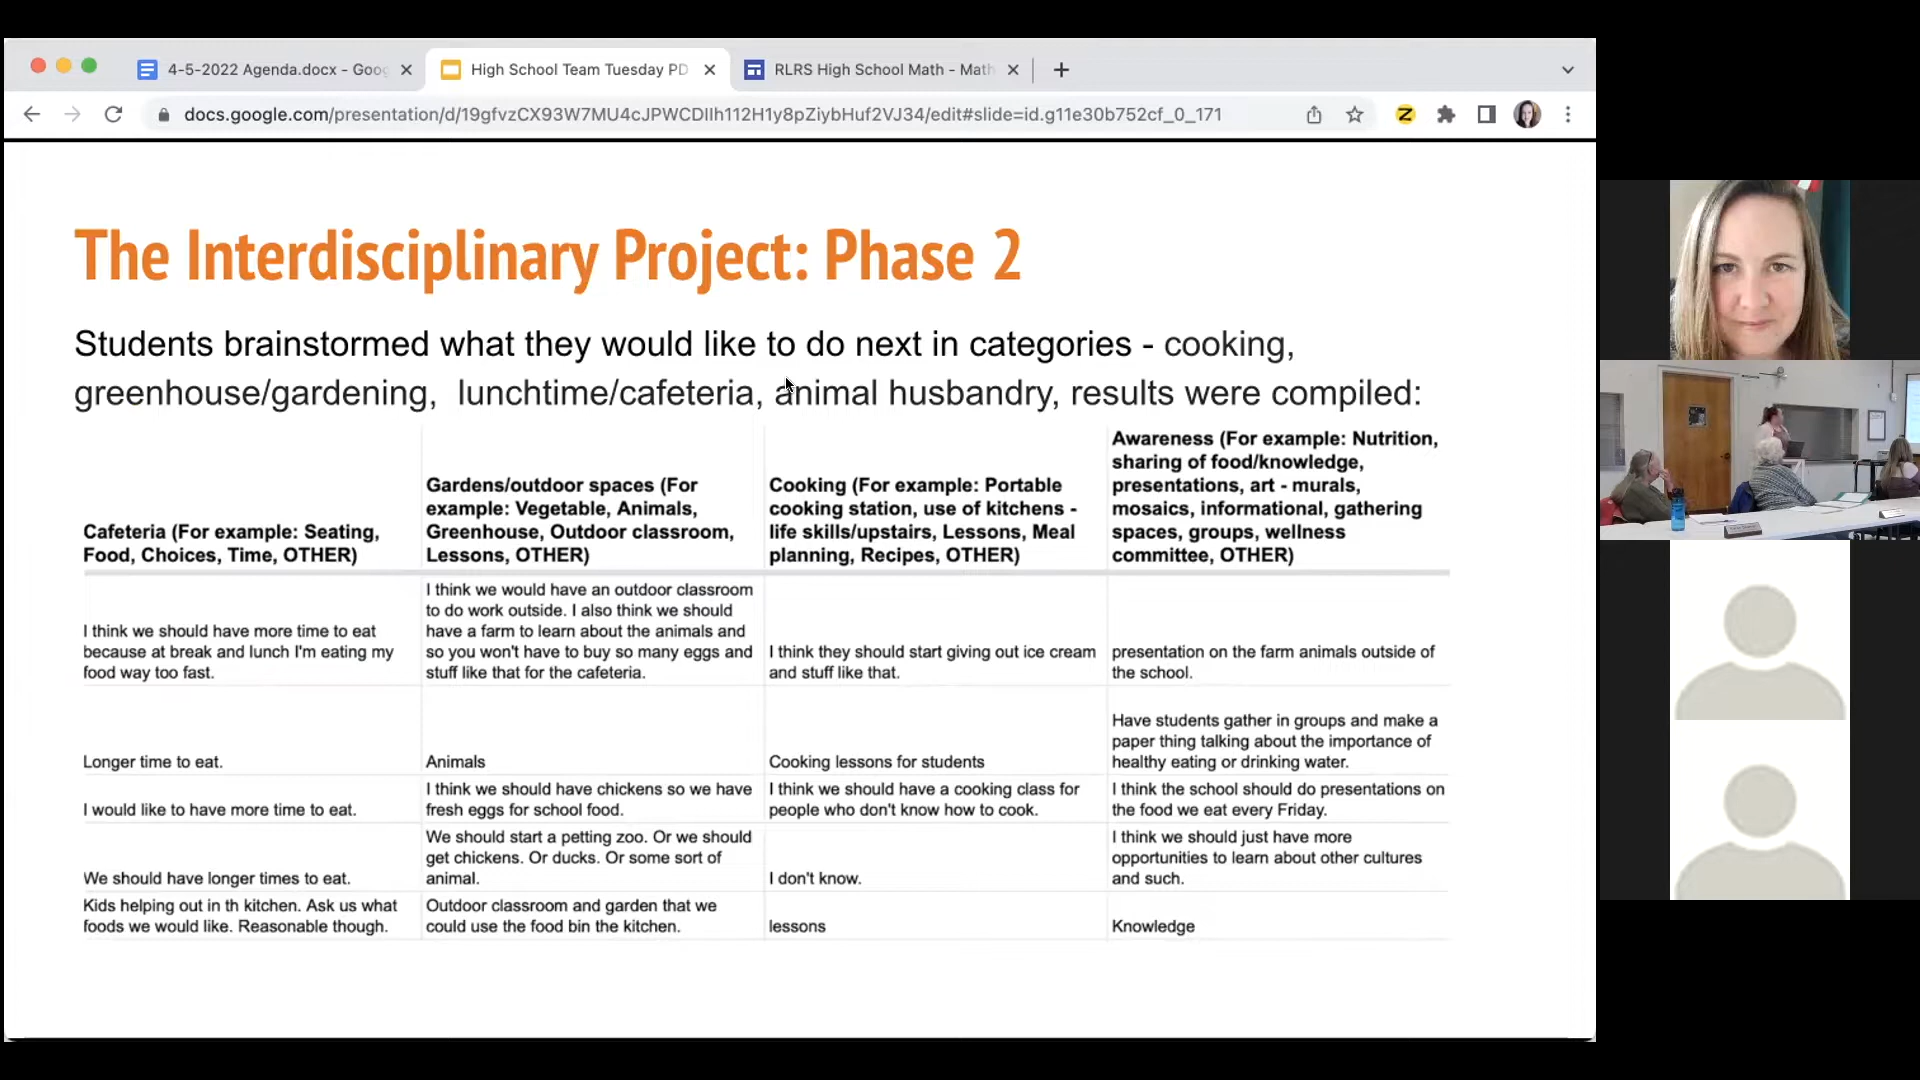 4-5-2022 Agenda.docx - Goog
High School Team Tuesday PD
RLRS High School Math - Math
docs.google.com/presentation/d/19gfvzCX93W7MU4cJPWCDIlh112H1y8pZiybHuf2VJ34/edit#slide=id.g11e30b752cf_0_171
The Interdisciplinary Project: Phase 2
Students brainstormed what they would like to do next in categories - cooking,
greenhouse/gardening, lunchtime/cafeteria, animal husbandry, results were compiled:
Cafeteria (For example: Seating,
Food, Choices, Time, OTHER)
Gardens/outdoor spaces (For
example: Vegetable, Animals,
Greenhouse, Outdoor classroom,
Lessons, OTHER)
Cooking (For example: Portable
cooking station, use of kitchens -
life skills/upstairs, Lessons, Meal
planning, Recipes, OTHER)
Awareness (For example: Nutrition,
sharing of food/knowledge,
presentations, art - murals,
mosaics, informational, gathering
spaces, groups, wellness
committee, OTHER)
I think we should have more time to eat
because at break and lunch I'm eating my
food way too fast.
I think we would have an outdoor classroom
to do work outside. I also think we should
have a farm to learn about the animals and
so you won't have to buy so many eggs and
stuff like that for the cafeteria.
I think they should start giving out ice cream
and stuff like that.
presentation on the farm animals outside of
the school.
Longer time to eat.
Animals
Cooking lessons for students
Have students gather in groups and make a
paper thing talking about the importance of
healthy eating or drinking water.
I would like to have more time to eat.
I think we should have chickens so we have
fresh eggs for school food.
I think we should have a cooking class for
people who don't know how to cook.
I think the school should do presentations on
the food we eat every Friday.
We should have longer times to eat.
We should start a petting zoo. Or we should
get chickens. Or ducks. Or some sort of
animal.
I don't know.
I think we should just have more
opportunities to learn about other cultures
and such.
Kids helping out in th kitchen. Ask us what
foods we would like. Reasonable though.
Outdoor classroom and garden that we
could use the food bin the kitchen.
lessons
Knowledge